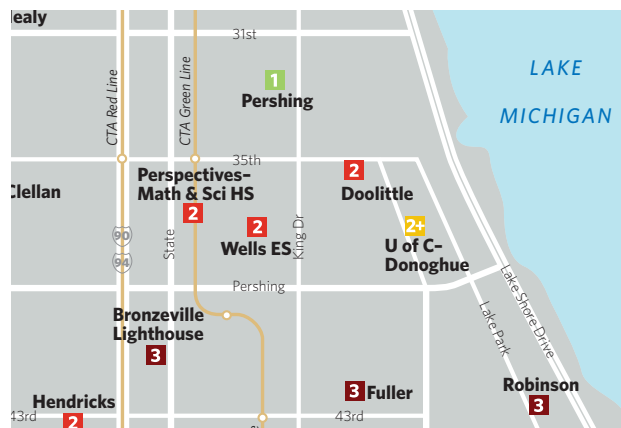 ealy
31st
LAKE
MICHIGAN
1
Pershing
CTA Red Line
CTA Green Line
35th
Perspectives–
Math & Sci HS
2
2
Doolittle
Clellan
2
Wells ES
2+
U of C–
Donoghue
90
94
State
King Dr
Pershing
Lake Shore Drive
Lake Park
Bronzeville
Lighthouse
3
3
Fuller
Robinson
3
Hendricks
2
43rd
43rd